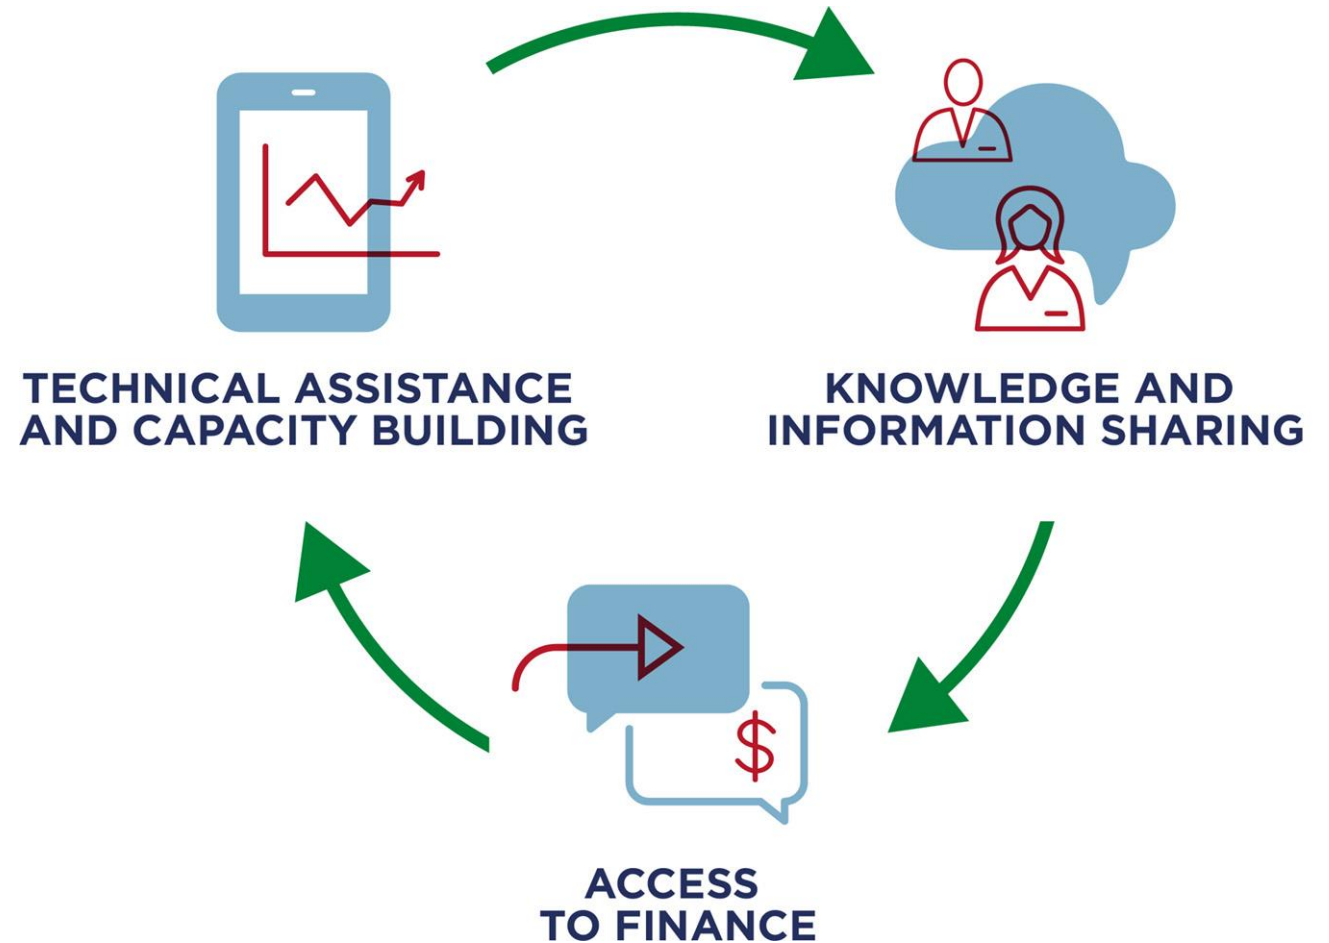 TECHNICAL ASSISTANCE
AND CAPACITY BUILDING
KNOWLEDGE AND
INFORMATION SHARING
$
ACCESS
TO FINANCE